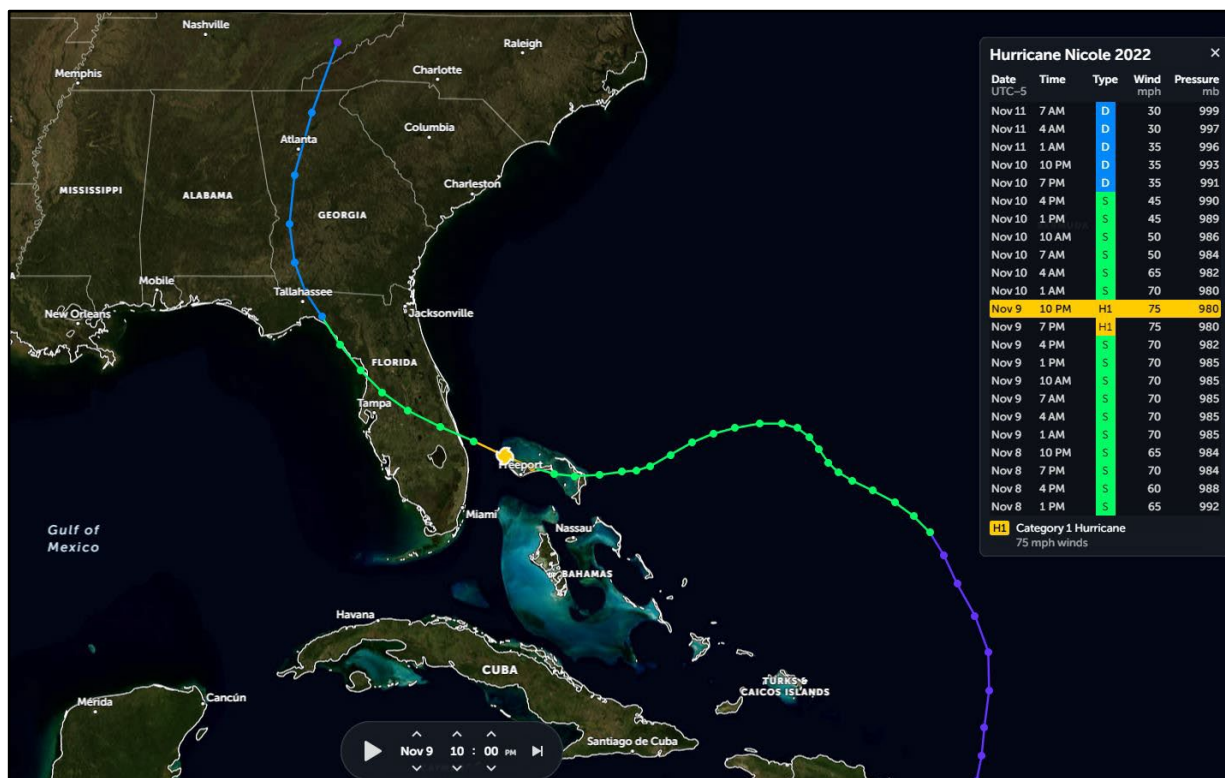 Nashville
Raleigh
Memphis
Charlotte
Columbia
Atlanta
MISSISSIPPI
ALABAMA
GEORGIA
Charleston
Mobile
Tallahassee
New Orleans
Jacksonville
FLORIDA
Tampa
Freeport
Gulf of
Mexico
Miami
Nassau
BAHAMAS
Havana
CUBA
TURKS &
CAICOS ISLANDS
Mérida
Cancún
Santiago de Cuba
Nov 9 10 : 00 PM
Hurricane Nicole 2022 ×
Date Time Type Wind Pressure
UTC–5 mph mb
Nov 11 7 AM D 30 999
Nov 11 4 AM D 30 997
Nov 11 1 AM D 35 996
Nov 10 10 PM D 35 993
Nov 10 7 PM D 35 991
Nov 10 4 PM S 45 990
Nov 10 1 PM S 45 989
Nov 10 10 AM S 50 986
Nov 10 7 AM S 50 984
Nov 10 4 AM S 65 982
Nov 10 1 AM S 70 980
Nov 9 10 PM H1 75 980
Nov 9 7 PM H1 75 980
Nov 9 4 PM S 70 982
Nov 9 1 PM S 70 985
Nov 9 10 AM S 70 985
Nov 9 7 AM S 70 985
Nov 9 4 AM S 70 985
Nov 9 1 AM S 70 985
Nov 8 10 PM S 65 984
Nov 8 7 PM S 70 984
Nov 8 4 PM S 60 988
Nov 8 1 PM S 65 992
H1 Category 1 Hurricane
75 mph winds